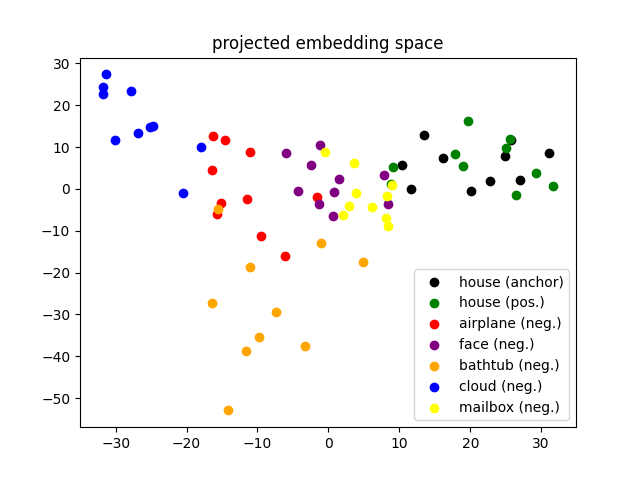 projected embedding space
30
20
10
0
−10
−20
−30
−40
−50
house (anchor)
house (pos.)
airplane (neg.)
face (neg.)
bathtub (neg.)
cloud (neg.)
mailbox (neg.)
−30 −20 −10 0 10 20 30